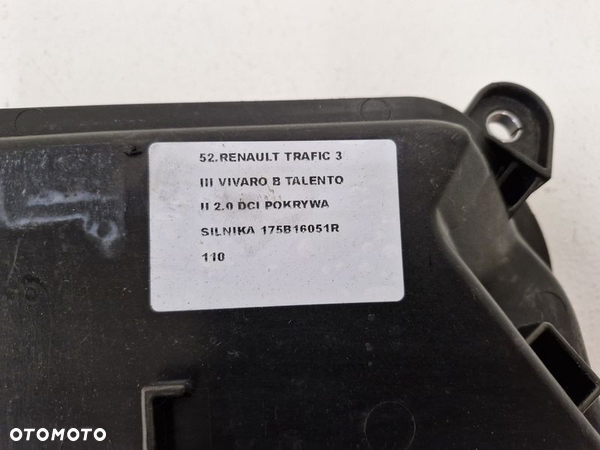 52.RENAULT TRAFIC 3
III VIVARO B TALENTO
II 2.0 DCI POKRYWA
SILNIKA 175B16051R
110
OTOMOTO